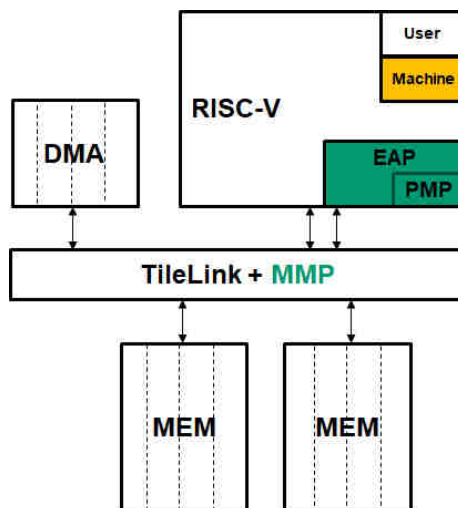 User
Machine
RISC-V
EAP
PMP
DMA
TileLink + MMP
MEM
MEM